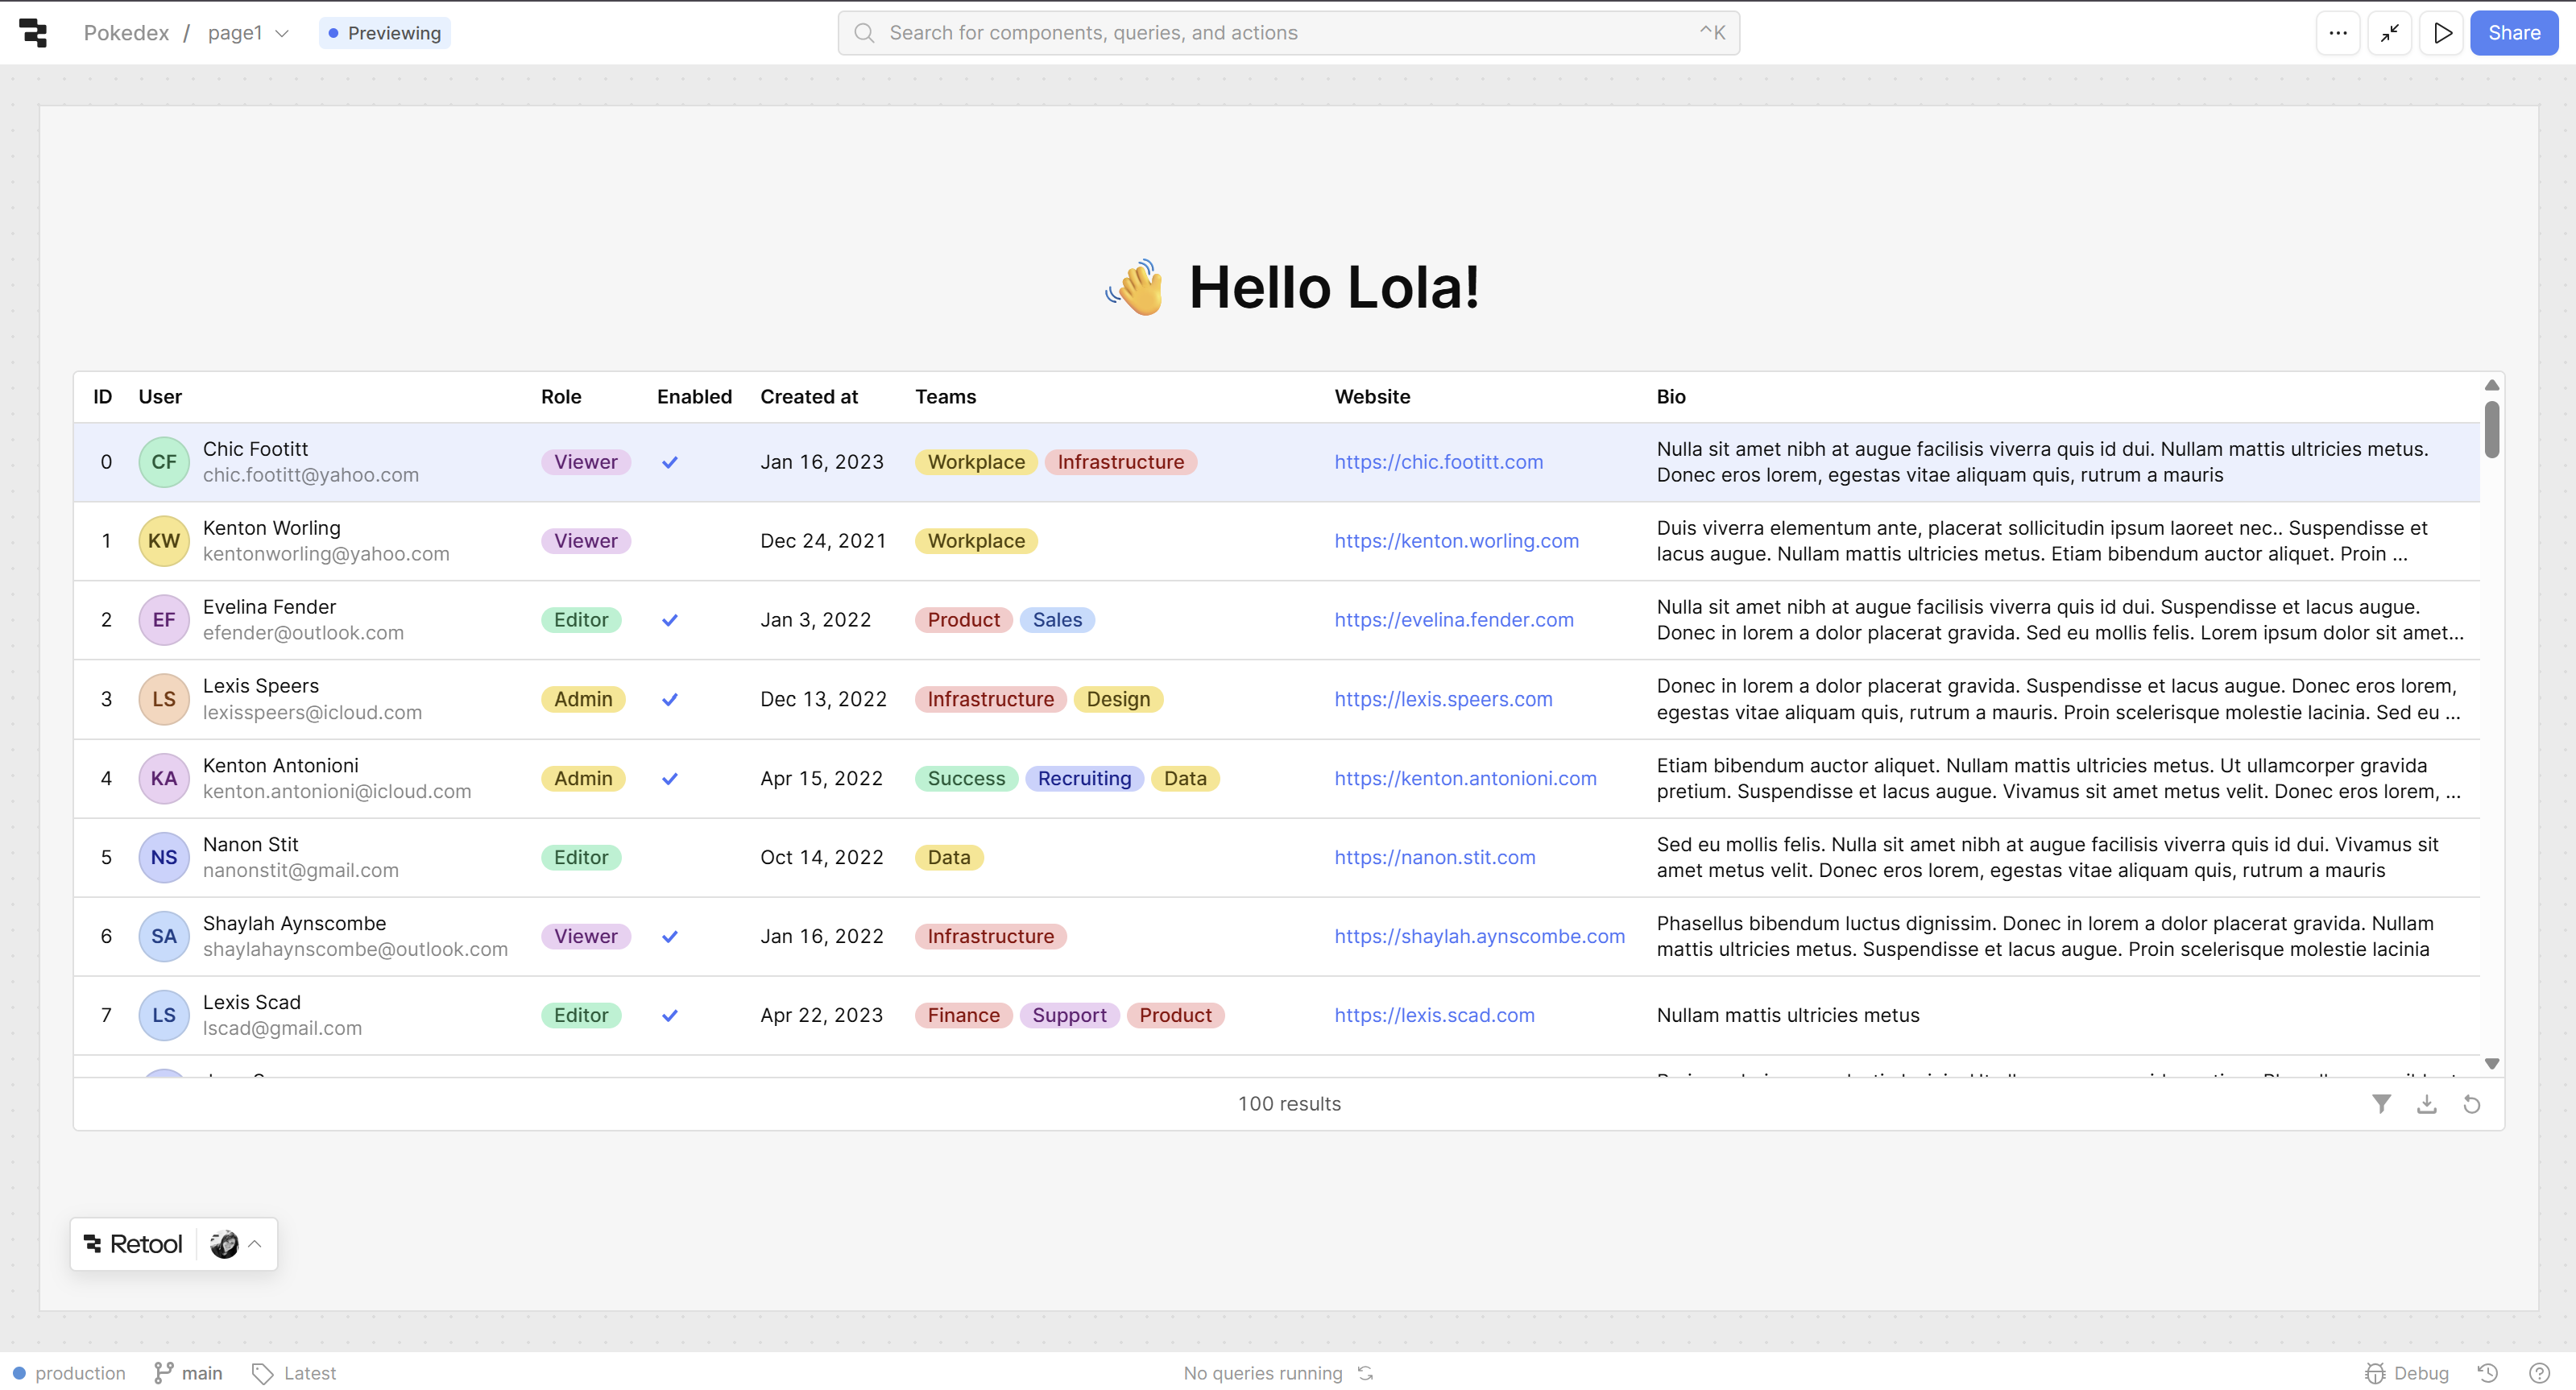 Pokedex / page1 Previewing Search for components, queries, and actions ^K ... Share
Hello Lola!
ID User Role Enabled Created at Teams Website Bio
0 CF Chic Footitt chic.footitt@yahoo.com Viewer Jan 16, 2023 Workplace Infrastructure https://chic.footitt.com Nulla sit amet nibh at augue facilisis viverra quis id dui. Nullam mattis ultricies metus.
Donec eros lorem, egestas vitae aliquam quis, rutrum a mauris
1 KW Kenton Worling kentonworling@yahoo.com Viewer Dec 24, 2021 Workplace https://kenton.worling.com Duis viverra elementum ante, placerat sollicitudin ipsum laoreet nec.. Suspendisse et
lacus augue. Nullam mattis ultricies metus. Etiam bibendum auctor aliquet. Proin ...
2 EF Evelina Fender efender@outlook.com Editor Jan 3, 2022 Product Sales https://evelina.fender.com Nulla sit amet nibh at augue facilisis viverra quis id dui. Suspendisse et lacus augue.
Donec in lorem a dolor placerat gravida. Sed eu mollis felis. Lorem ipsum dolor sit amet...
3 LS Lexis Speers lexisspeers@icloud.com Admin Dec 13, 2022 Infrastructure Design https://lexis.speers.com Donec in lorem a dolor placerat gravida. Suspendisse et lacus augue. Donec eros lorem,
egestas vitae aliquam quis, rutrum a mauris. Proin scelerisque molestie lacinia. Sed eu ...
4 KA Kenton Antonioni kenton.antonioni@icloud.com Admin Apr 15, 2022 Success Recruiting Data https://kenton.antonioni.com Etiam bibendum auctor aliquet. Nullam mattis ultricies metus. Ut ullamcorper gravida
pretium. Suspendisse et lacus augue. Vivamus sit amet metus velit. Donec eros lorem, ...
5 NS Nanon Stit nanonstit@gmail.com Editor Oct 14, 2022 Data https://nanon.stit.com Sed eu mollis felis. Nulla sit amet nibh at augue facilisis viverra quis id dui. Vivamus sit
amet metus velit. Donec eros lorem, egestas vitae aliquam quis, rutrum a mauris
6 SA Shaylah Aynscombe shaylahaynscombe@outlook.com Viewer Jan 16, 2022 Infrastructure https://shaylah.aynscombe.com Phasellus bibendum luctus dignissim. Donec in lorem a dolor placerat gravida. Nullam
mattis ultricies metus. Suspendisse et lacus augue. Proin scelerisque molestie lacinia
7 LS Lexis Scad lscad@gmail.com Editor Apr 22, 2023 Finance Support Product https://lexis.scad.com Nullam mattis ultricies metus
100 results
Retool
production main Latest No queries running Debug